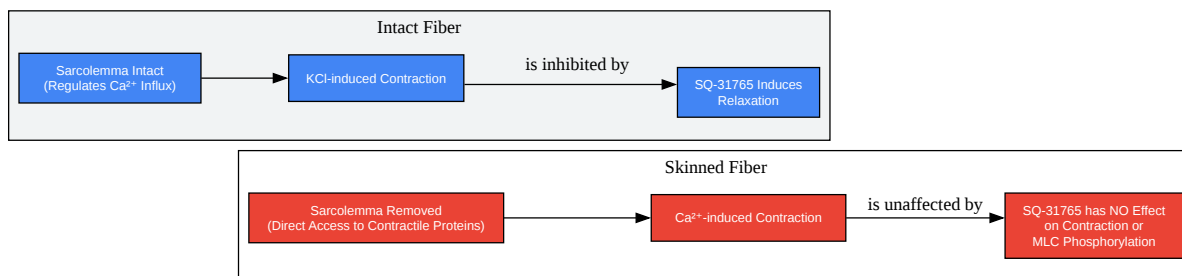 Intact Fiber
Sarcolemma Intact
(Regulates Ca²⁺ Influx)
KCl-induced Contraction
is inhibited by
SQ-31765 Induces
Relaxation
Skinned Fiber
Sarcolemma Removed
(Direct Access to Contractile Proteins)
Ca²⁺-induced Contraction
is unaffected by
SQ-31765 has NO Effect
on Contraction or
MLC Phosphorylation